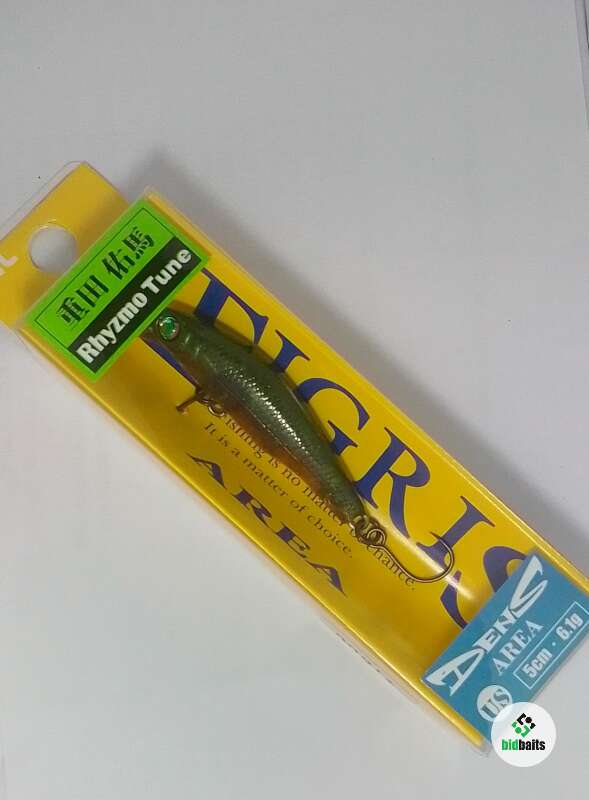 重田 佑馬
Rhyzmo Tune
TIGRIS
Fishing is no matter of chance.
It is a matter of choice.
AREA
DENS
AREA
5cm · 6.1g
US
bidbaits